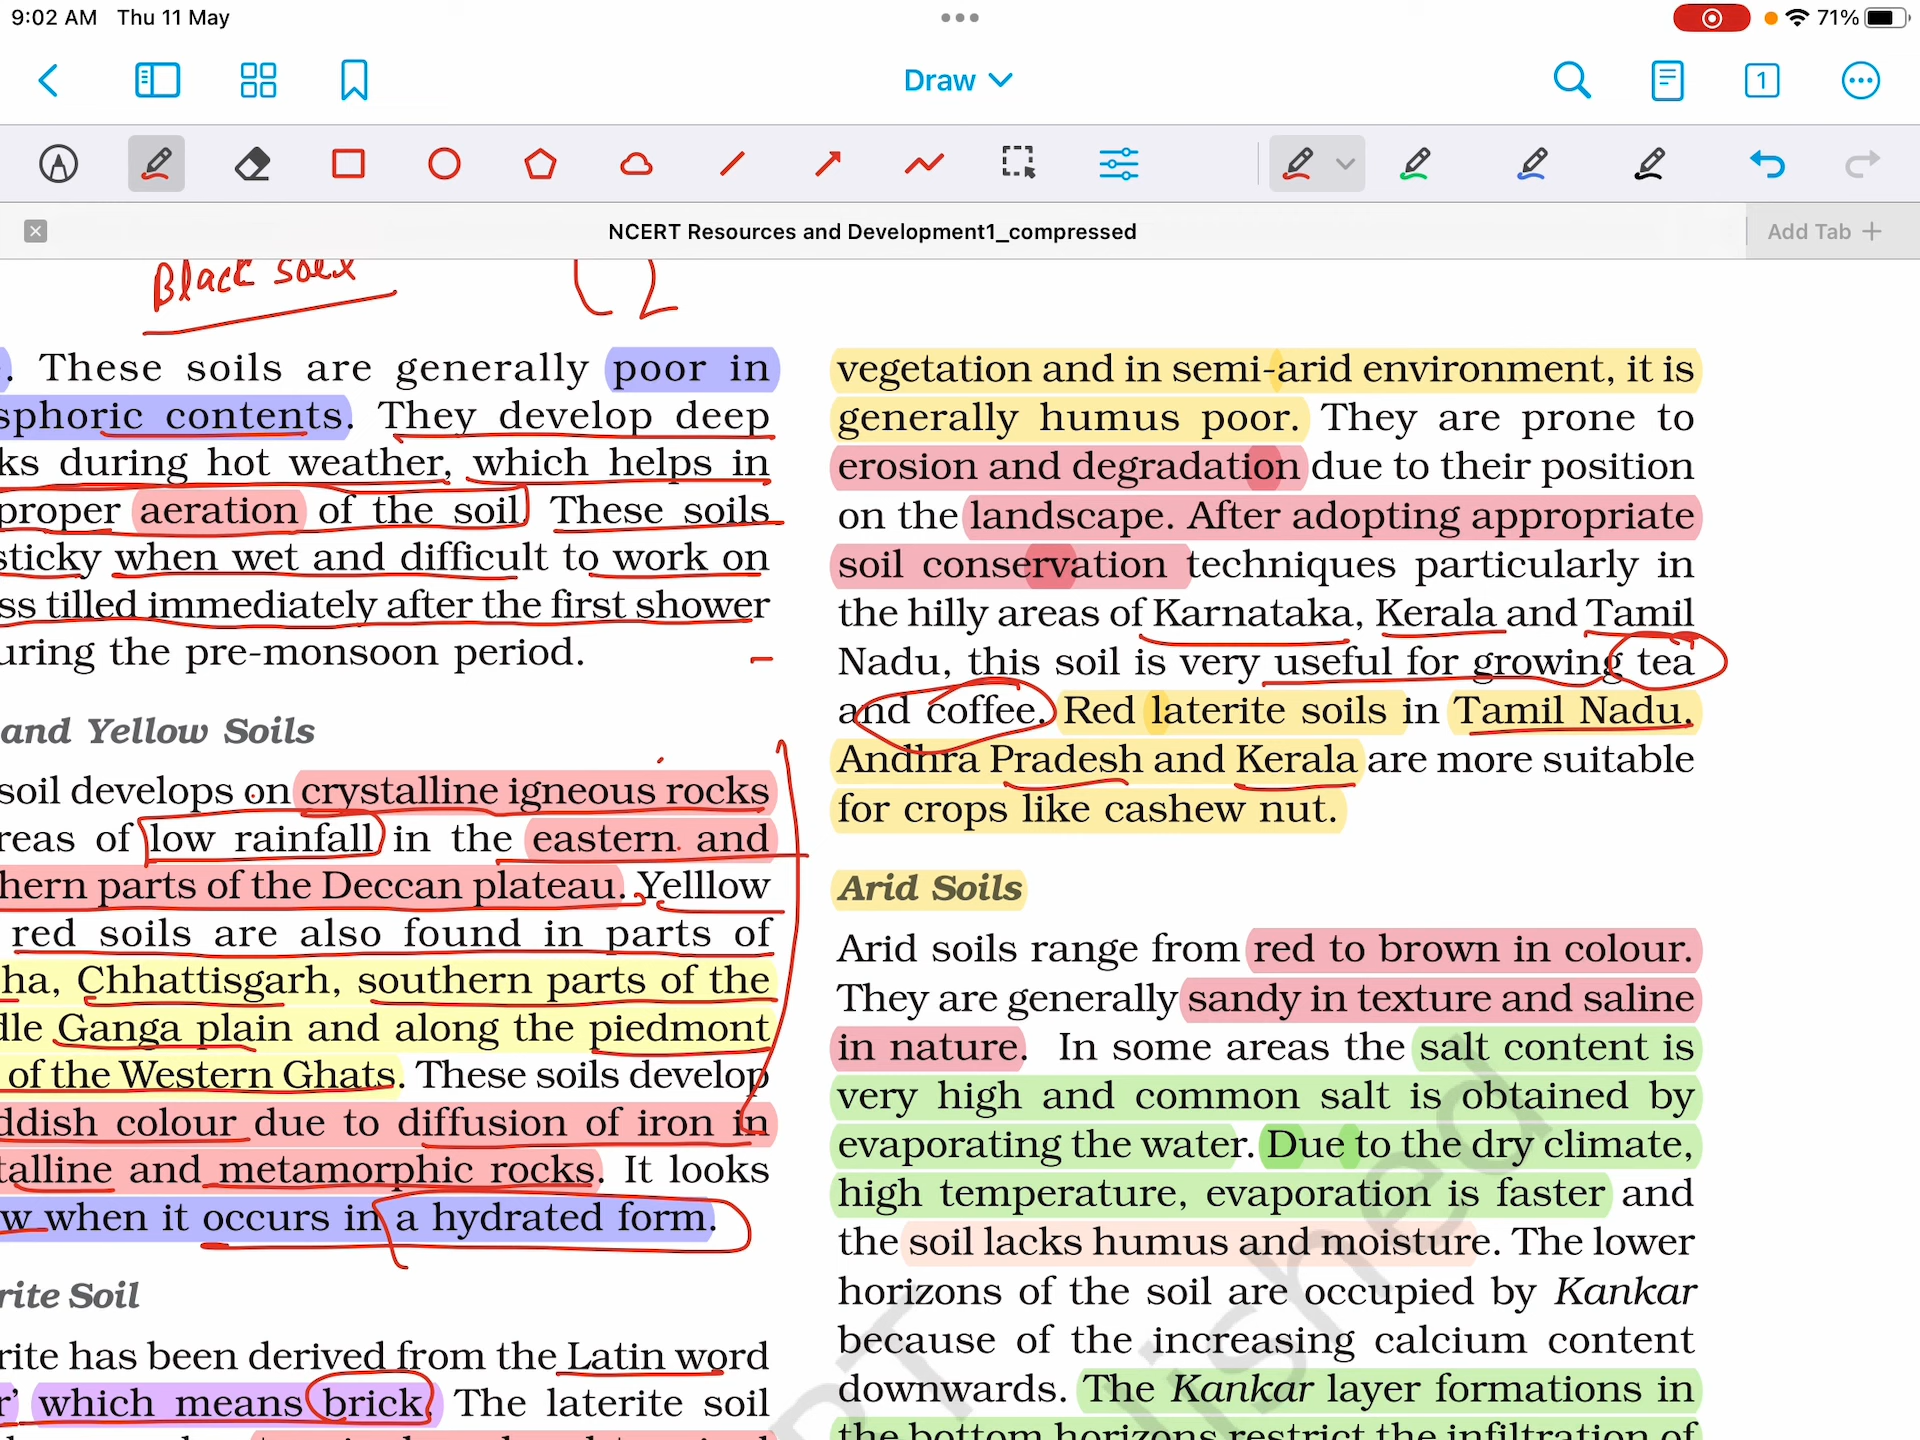 9:02 AM Thu 11 May
71%
Draw
1
NCERT Resources and Development1_compressed
Add Tab +
Black
. These soils are generally poor in
sphoric contents. They develop deep
ks during hot weather, which helps in
proper aeration of the soil. These soils
sticky when wet and difficult to work on
ss tilled immediately after the first shower
uring the pre-monsoon period.
and Yellow Soils
soil develops on crystalline igneous rocks
reas of low rainfall in the eastern and
hern parts of the Deccan plateau. Yelllow
red soils are also found in parts of
ha, Chhattisgarh, southern parts of the
dle Ganga plain and along the piedmont
of the Western Ghats. These soils develop
ddish colour due to diffusion of iron in
talline and metamorphic rocks. It looks
w when it occurs in a hydrated form.
rite Soil
rite has been derived from the Latin word
r’ which means brick. The laterite soil
vegetation and in semi-arid environment, it is
generally humus poor. They are prone to
erosion and degradation due to their position
on the landscape. After adopting appropriate
soil conservation techniques particularly in
the hilly areas of Karnataka, Kerala and Tamil
Nadu, this soil is very useful for growing tea
and coffee. Red laterite soils in Tamil Nadu,
Andhra Pradesh and Kerala are more suitable
for crops like cashew nut.
Arid Soils
Arid soils range from red to brown in colour.
They are generally sandy in texture and saline
in nature. In some areas the salt content is
very high and common salt is obtained by
evaporating the water. Due to the dry climate,
high temperature, evaporation is faster and
the soil lacks humus and moisture. The lower
horizons of the soil are occupied by Kankar
because of the increasing calcium content
downwards. The Kankar layer formations in
the bottom horizons restrict the infiltration of